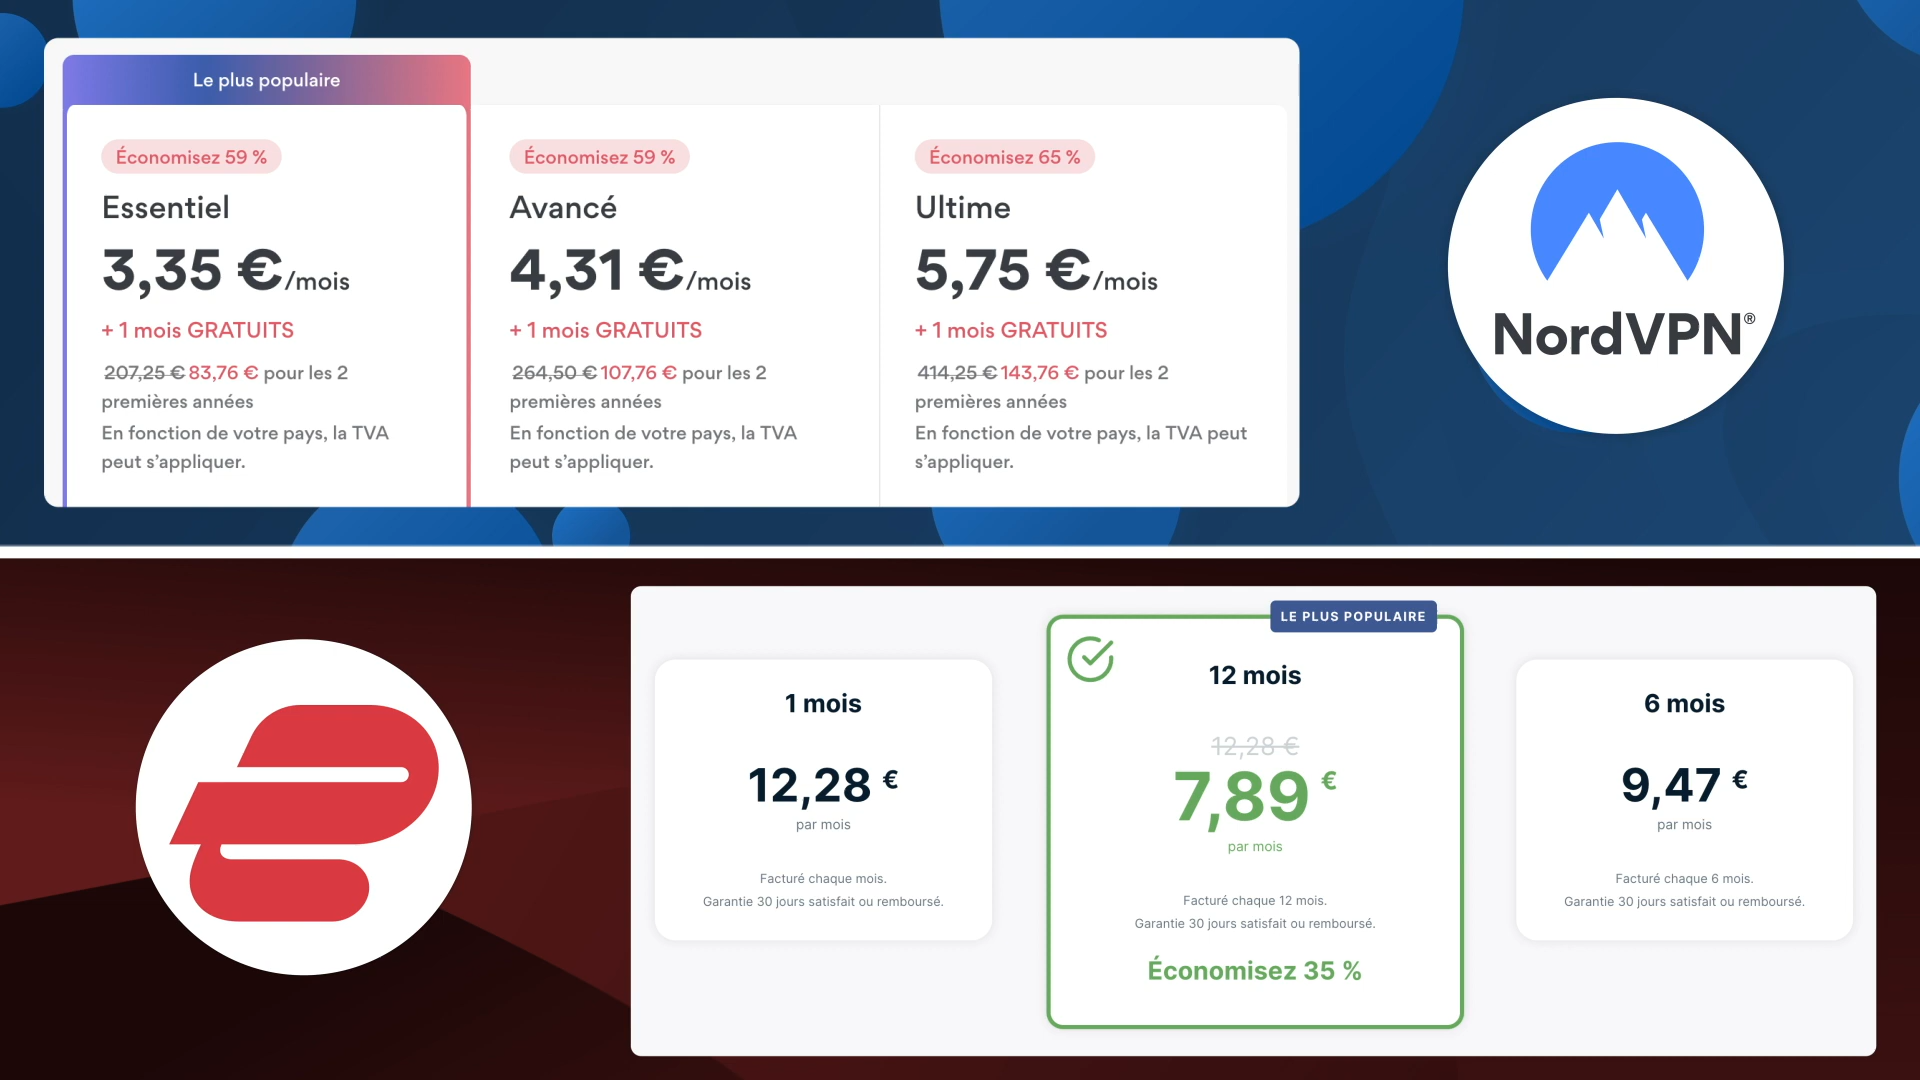 Le plus populaire
Économisez 59 %
Essentiel
3,35 €/mois
+ 1 mois GRATUITS
207,25 € 83,76 € pour les 2
premières années
En fonction de votre pays, la TVA
peut s’appliquer.
Économisez 59 %
Avancé
4,31 €/mois
+ 1 mois GRATUITS
264,50 € 107,76 € pour les 2
premières années
En fonction de votre pays, la TVA
peut s’appliquer.
Économisez 65 %
Ultime
5,75 €/mois
+ 1 mois GRATUITS
414,25 € 143,76 € pour les 2
premières années
En fonction de votre pays, la TVA peut
s’appliquer.
NordVPN®
1 mois
12,28 €
par mois
Facturé chaque mois.
Garantie 30 jours satisfait ou remboursé.
LE PLUS POPULAIRE
12 mois
12,28 €
7,89 €
par mois
Facturé chaque 12 mois.
Garantie 30 jours satisfait ou remboursé.
Économisez 35 %
6 mois
9,47 €
par mois
Facturé chaque 6 mois.
Garantie 30 jours satisfait ou remboursé.